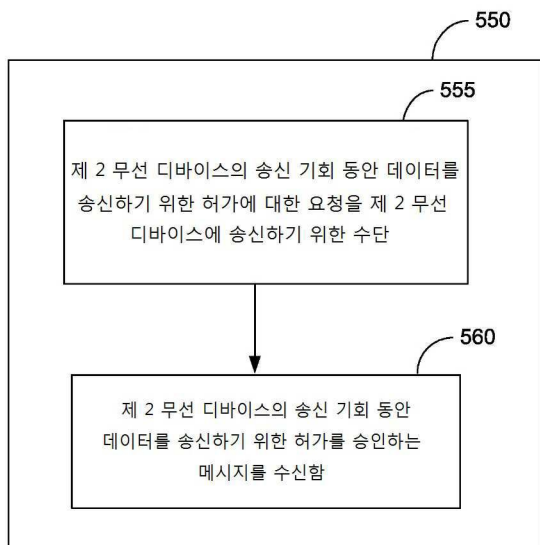 550
555
제 2 무선 디바이스의 송신 기회 동안 데이터를
송신하기 위한 허가에 대한 요청을 제 2 무선
디바이스에 송신하기 위한 수단
560
제 2 무선 디바이스의 송신 기회 동안
데이터를 송신하기 위한 허가를 승인하는
메시지를 수신함